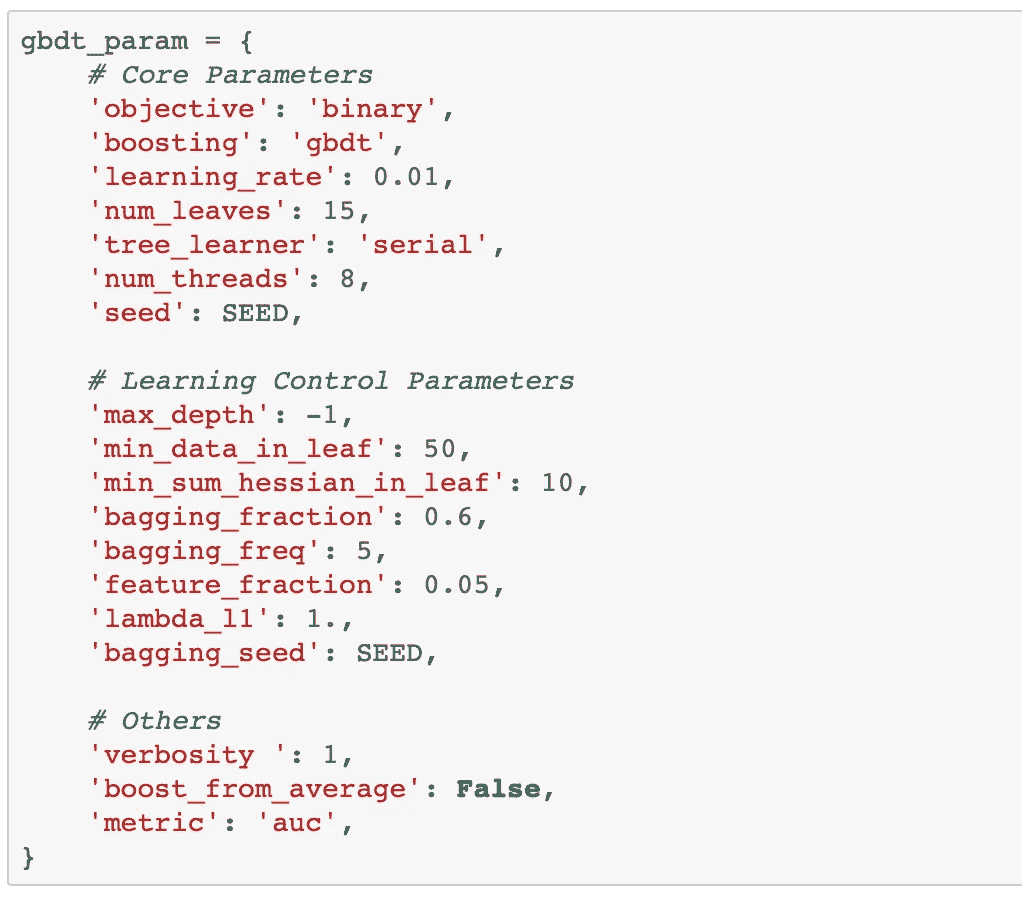 gbdt_param = {
    # Core Parameters
    'objective': 'binary',
    'boosting': 'gbdt',
    'learning_rate': 0.01,
    'num_leaves': 15,
    'tree_learner': 'serial',
    'num_threads': 8,
    'seed': SEED,

    # Learning Control Parameters
    'max_depth': -1,
    'min_data_in_leaf': 50,
    'min_sum_hessian_in_leaf': 10,
    'bagging_fraction': 0.6,
    'bagging_freq': 5,
    'feature_fraction': 0.05,
    'lambda_l1': 1.,
    'bagging_seed': SEED,

    # Others
    'verbosity ': 1,
    'boost_from_average': False,
    'metric': 'auc',
}